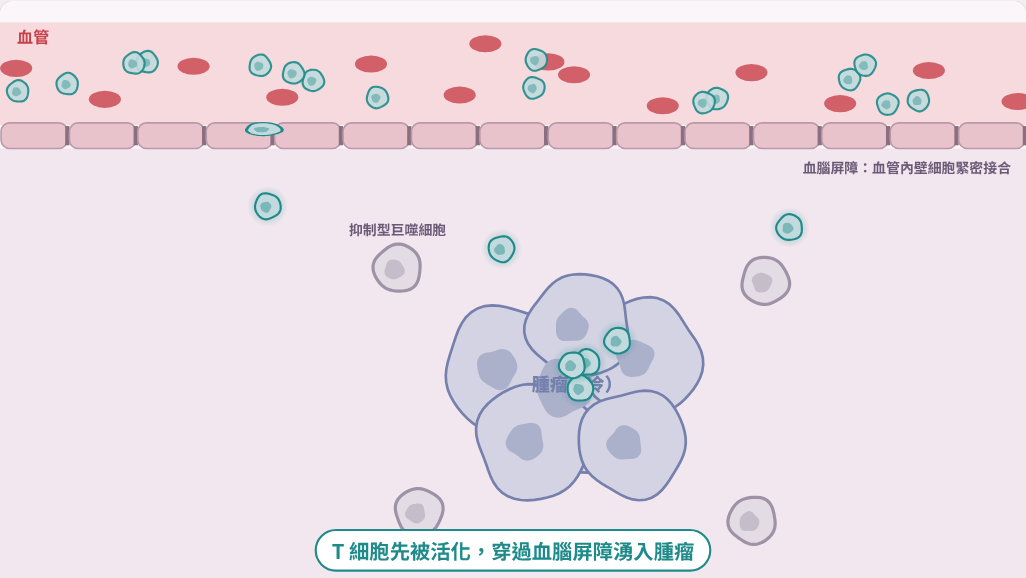 血管
血腦屏障：血管內壁細胞緊密接合
抑制型巨噬細胞
腫瘤冷）
T 細胞先被活化，穿過血腦屏障湧入腫瘤